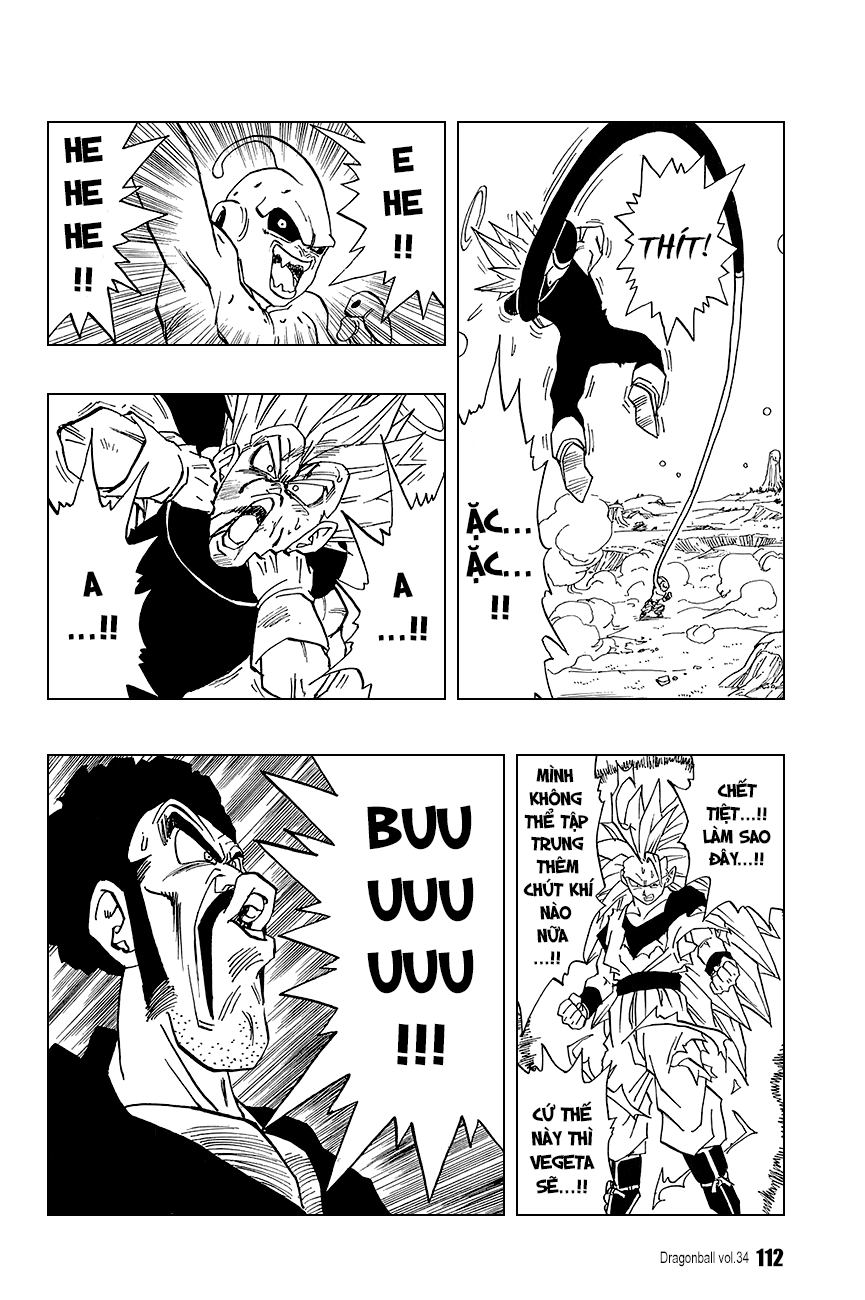 THÍT!
ẶC...
ẶC...
!!
E
HE
!!
HE
HE
HE
!!
A
...!!
A
...!!
CHẾT
TIỆT...!!
LÀM SAO
ĐÂY...!!
MÌNH
KHÔNG
THỂ TẬP
TRUNG
THÊM
CHÚT KHÍ
NÀO
NỮA
...!!
CỨ THẾ
NÀY THÌ
VEGETA
SẼ...!!
BUU
UUU
UUU
!!!
Dragonball vol.34 112